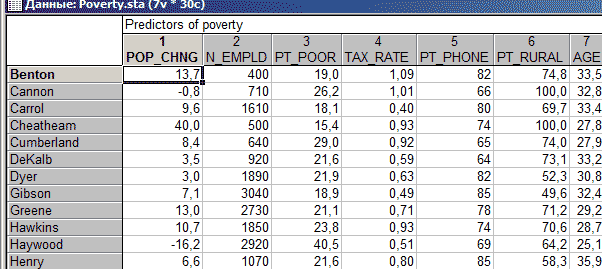 Данные: Poverty.sta (7v * 30c)
Predictors of poverty
1 2 3 4 5 6 7
POP_CHNG N_EMPLD PT_POOR TAX_RATE PT_PHONE PT_RURAL AGE
Benton 13,7 400 19,0 1,09 82 74,8 33,5
Cannon -0,8 710 26,2 1,01 66 100,0 32,8
Carrol 9,6 1610 18,1 0,40 80 69,7 33,4
Cheatheam 40,0 500 15,4 0,93 74 100,0 27,8
Cumberland 8,4 640 29,0 0,92 65 74,0 27,9
DeKalb 3,5 920 21,6 0,59 64 73,1 33,2
Dyer 3,0 1890 21,9 0,63 82 52,3 30,8
Gibson 7,1 3040 18,9 0,49 85 49,6 32,4
Greene 13,0 2730 21,1 0,71 78 71,2 29,2
Hawkins 10,7 1850 23,8 0,93 74 70,6 28,7
Haywood -16,2 2920 40,5 0,51 69 64,2 25,1
Henry 6,6 1070 21,6 0,80 85 58,3 35,9